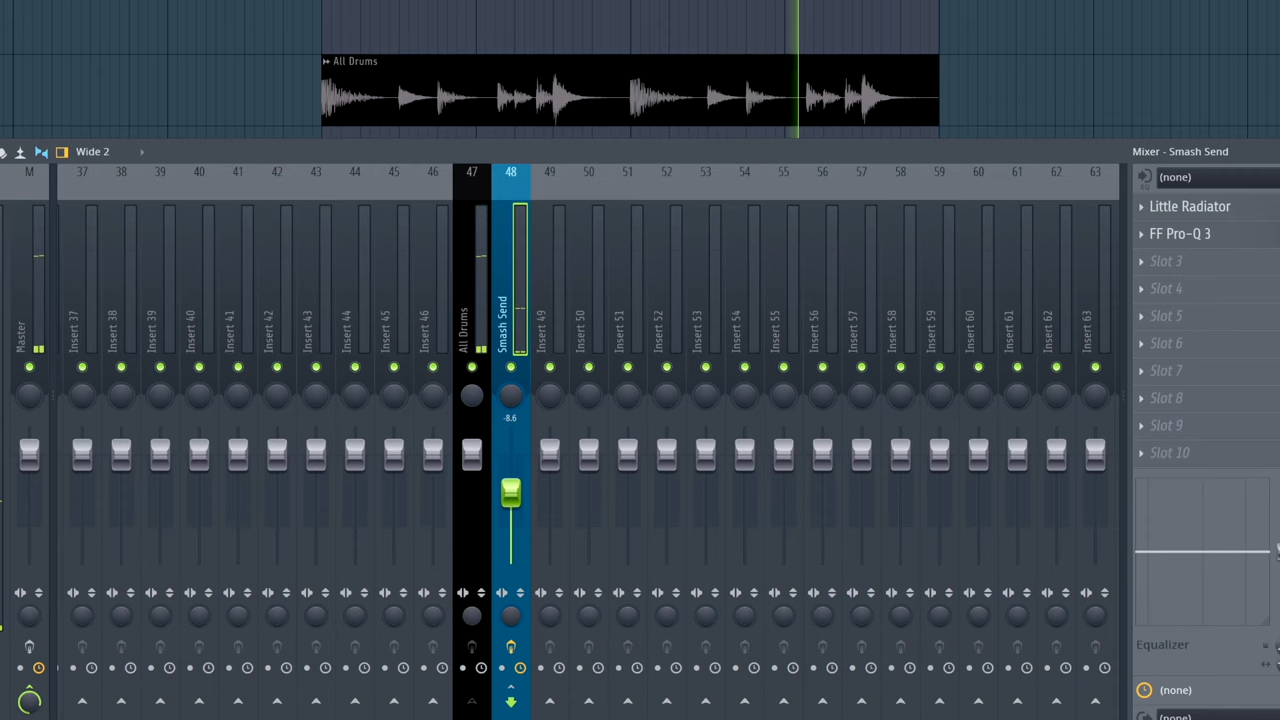 All Drums
Wide 2
Mixer - Smash Send
M 37 38 39 40 41 42 43 44 45 46 47 48 49 50 51 52 53 54 55 56 57 58 59 60 61 62 63
(none)
EQ
Little Radiator
FF Pro-Q 3
Slot 3
Slot 4
Slot 5
Slot 6
Slot 7
Slot 8
Slot 9
Slot 10
Master
Insert 37
Insert 38
Insert 39
Insert 40
Insert 41
Insert 42
Insert 43
Insert 44
Insert 45
Insert 46
All Drums
Smash Send
Insert 49
Insert 50
Insert 51
Insert 52
Insert 53
Insert 54
Insert 55
Insert 56
Insert 57
Insert 58
Insert 59
Insert 60
Insert 61
Insert 62
Insert 63
-8.6
Equalizer
(none)
(none)